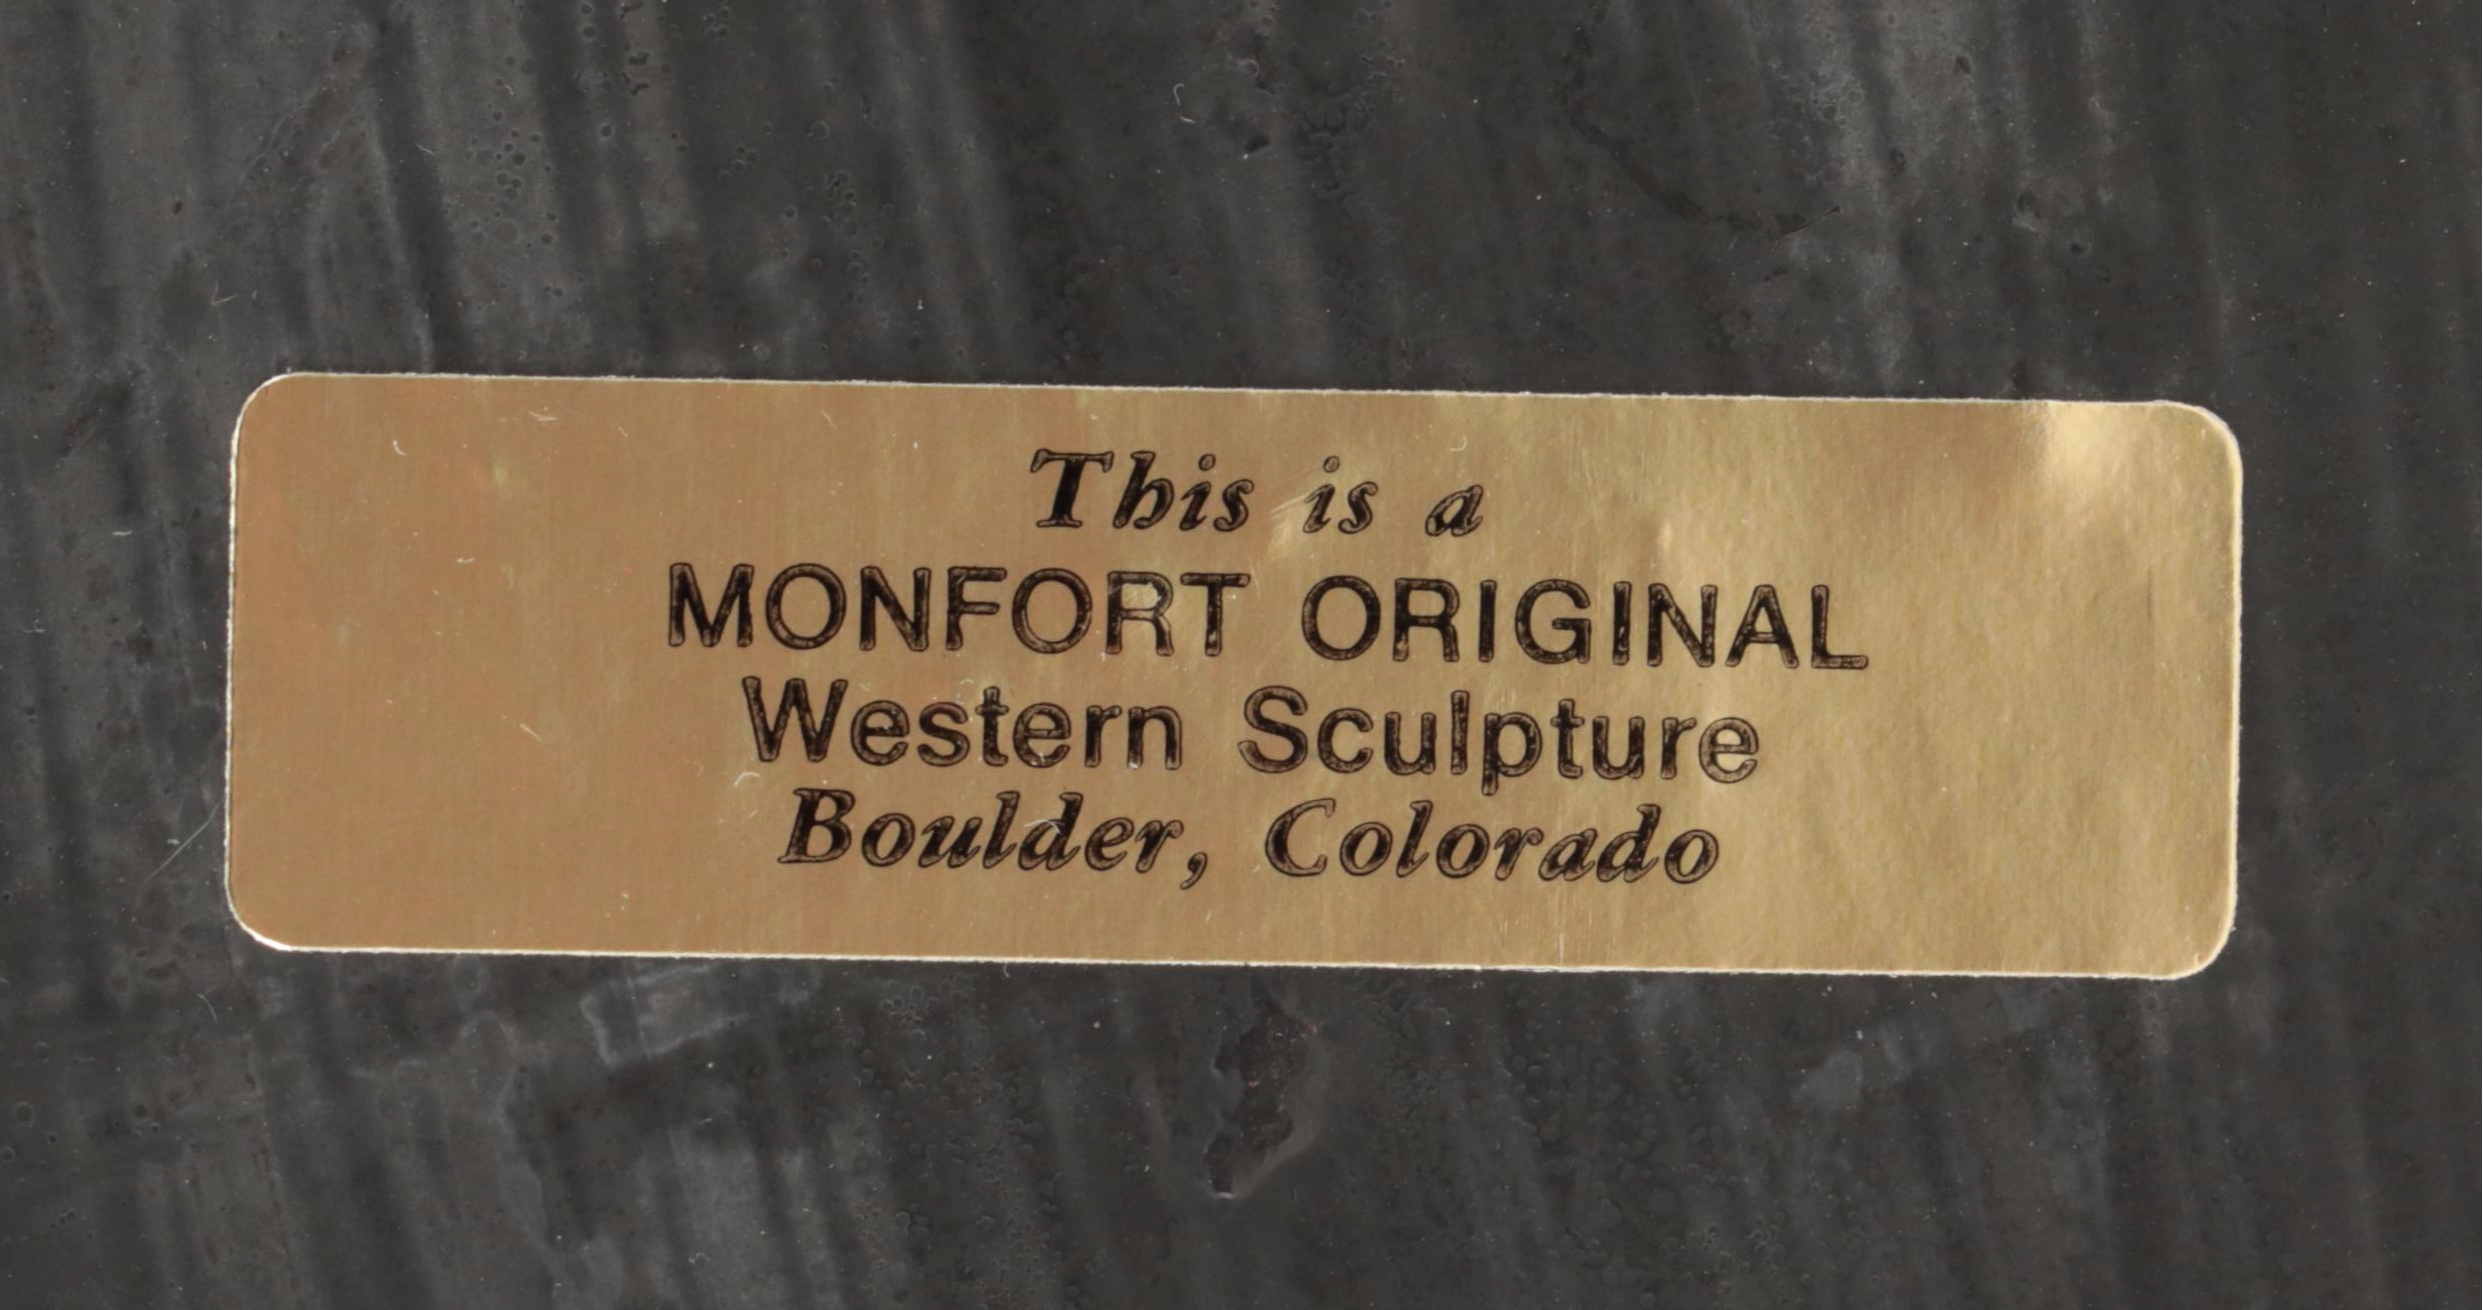 This is a
MONFORT ORIGINAL
Western Sculpture
Boulder, Colorado